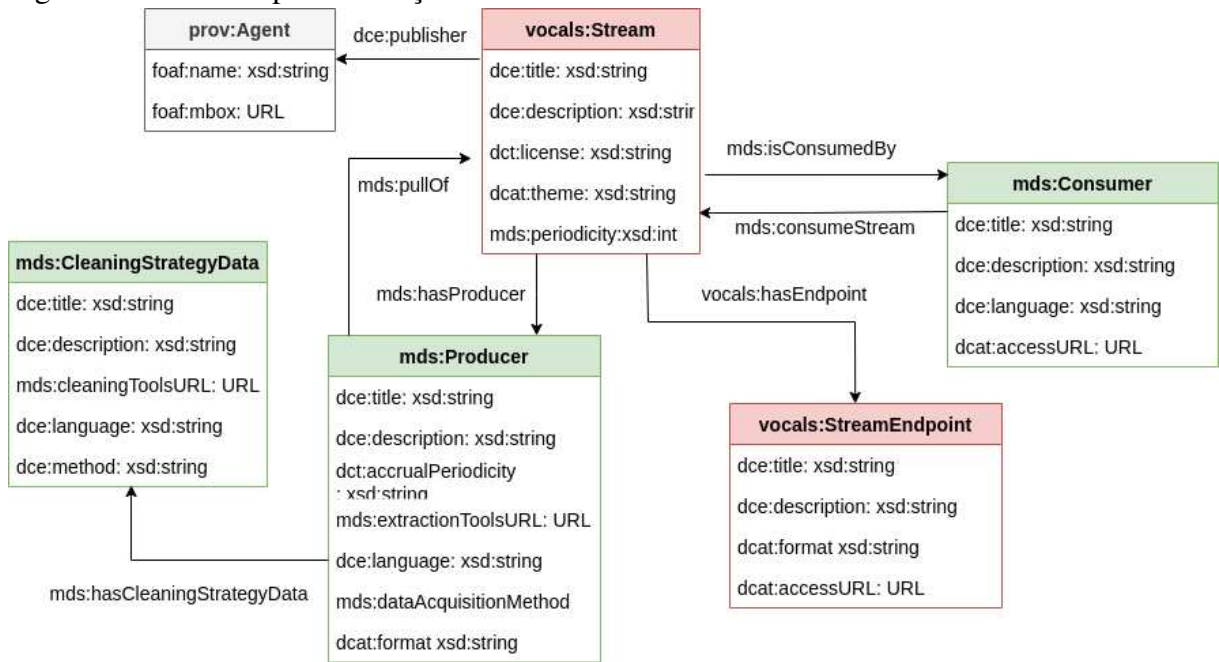 prov:Agent
foaf:name: xsd:string
foaf:mbox: URL
dce:publisher
vocals:Stream
dce:title: xsd:string
dce:description: xsd:strir
dct:license: xsd:string
dcat:theme: xsd:string
mds:periodicity:xsd:int
mds:pullOf
mds:isConsumedBy
mds:consumeStream
mds:Consumer
dce:title: xsd:string
dce:description: xsd:string
dce:language: xsd:string
dcat:accessURL: URL
mds:CleaningStrategyData
dce:title: xsd:string
dce:description: xsd:string
mds:cleaningToolsURL: URL
dce:language: xsd:string
dce:method: xsd:string
mds:hasProducer
vocals:hasEndpoint
mds:Producer
dce:title: xsd:string
dce:description: xsd:string
dct:accrualPeriodicity
: xsd:string
mds:extractionToolsURL: URL
dce:language: xsd:string
mds:dataAcquisitionMethod
dcat:format xsd:string
vocals:StreamEndpoint
dce:title: xsd:string
dce:description: xsd:string
dcat:format xsd:string
dcat:accessURL: URL
mds:hasCleaningStrategyData